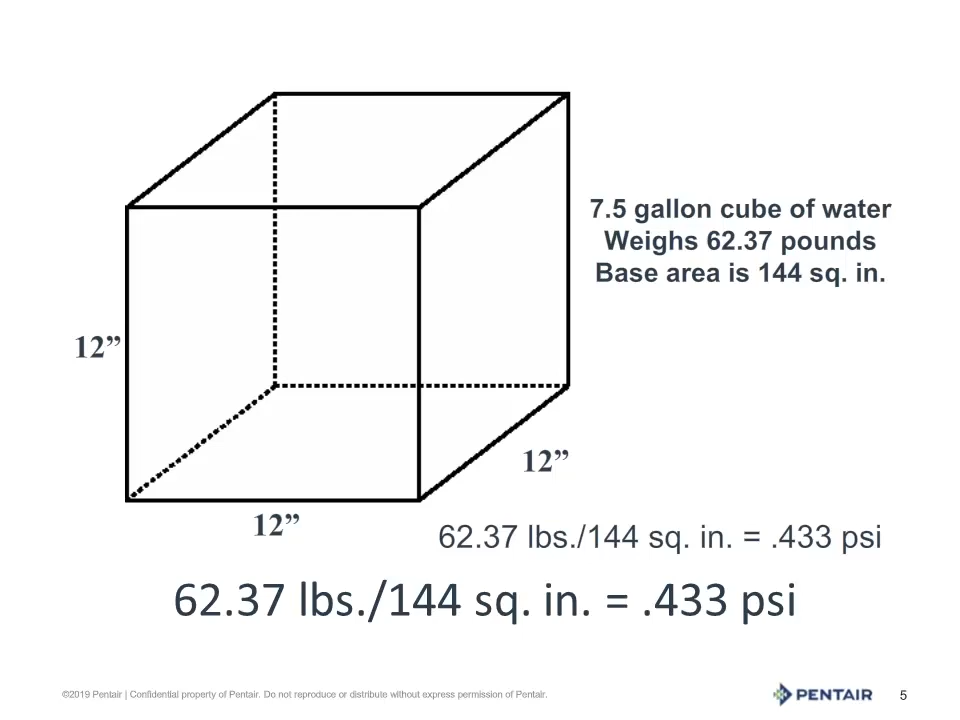 7.5 gallon cube of water
Weighs 62.37 pounds
Base area is 144 sq. in.
12”
12”
12”
62.37 lbs./144 sq. in. = .433 psi
62.37 lbs./144 sq. in. = .433 psi
©2019 Pentair | Confidential property of Pentair. Do not reproduce or distribute without express permission of Pentair.
PENTAIR
5